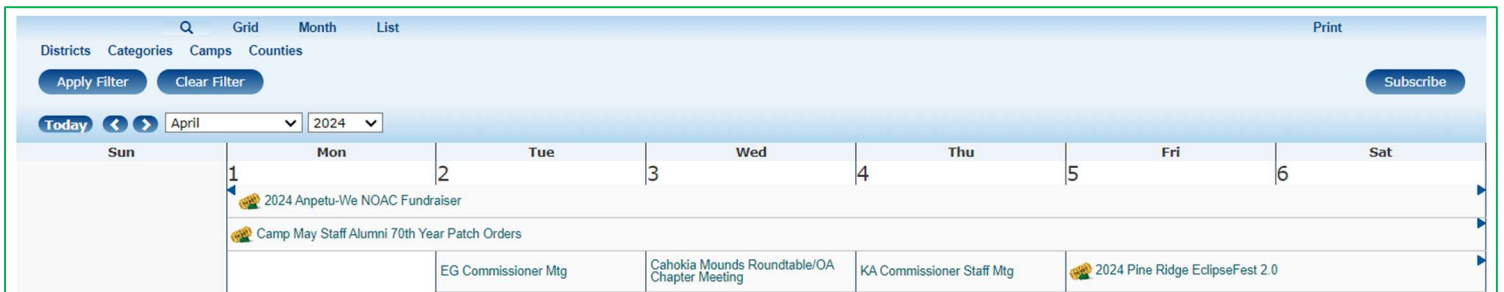 Grid Month List Print
Districts Categories Camps Counties
Apply Filter Clear Filter Subscribe
Today April 2024
Sun Mon Tue Wed Thu Fri Sat
1 2 3 4 5 6
2024 Anpetu-We NOAC Fundraiser
Camp May Staff Alumni 70th Year Patch Orders
EG Commissioner Mtg
Cahokia Mounds Roundtable/OA
Chapter Meeting
KA Commissioner Staff Mtg
2024 Pine Ridge EclipseFest 2.0